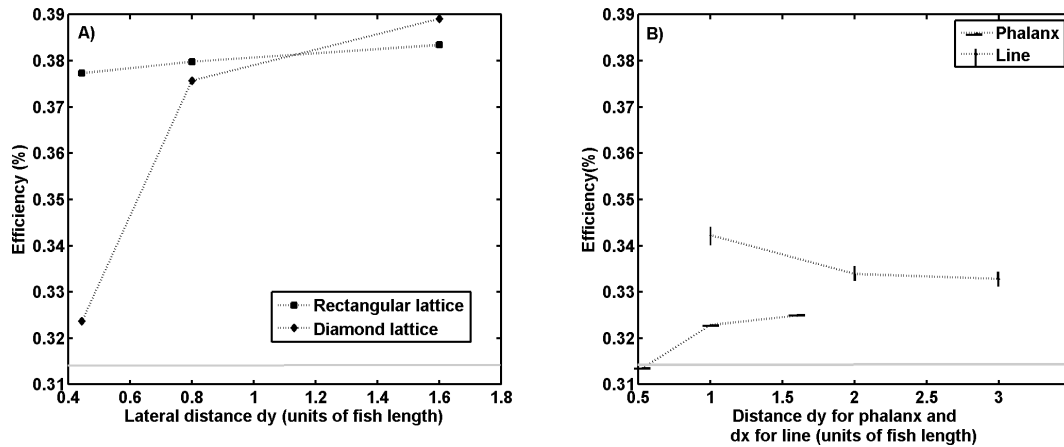 A)
0.39
0.38
0.37
0.36
0.35
0.34
0.33
0.32
0.31
Efficiency (%)
Rectangular lattice
Diamond lattice
0.4 0.6 0.8 1 1.2 1.4 1.6 1.8
Lateral distance dy (units of fish length)
B)
0.39
0.38
0.37
0.36
0.35
0.34
0.33
0.32
0.31
Efficiency(%)
Phalanx
Line
0.5 1 1.5 2 2.5 3
Distance dy for phalanx and
dx for line (units of fish length)